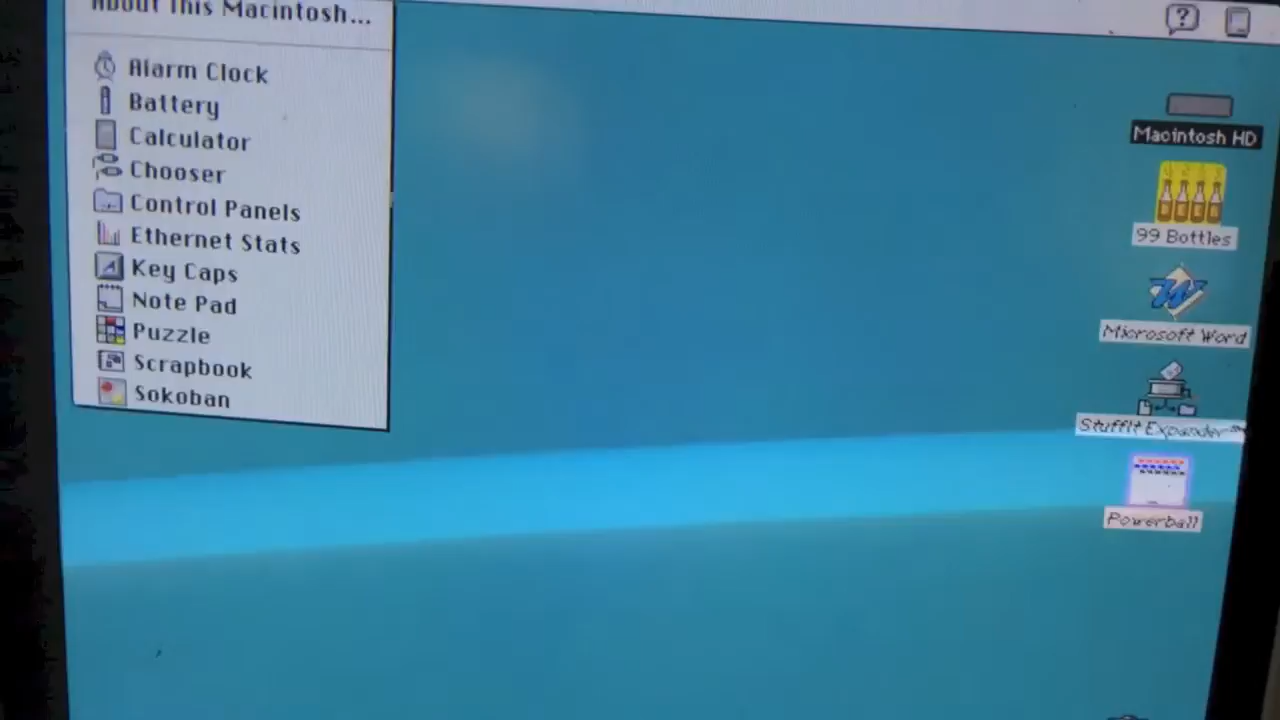 About This Macintosh...
Alarm Clock
Battery
Calculator
Chooser
Control Panels
Ethernet Stats
Key Caps
Note Pad
Puzzle
Scrapbook
Sokoban
Macintosh HD
99 Bottles
Microsoft Word
StuffIt Expander™
Powerball